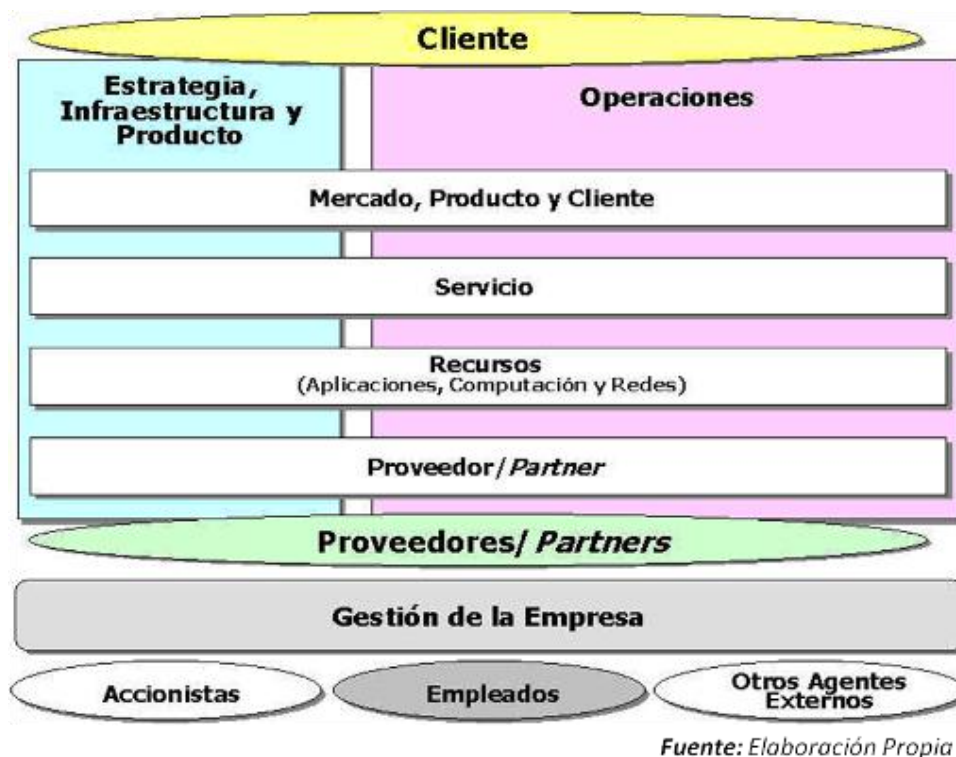 Cliente
Estrategia,
Infraestructura y
Producto
Operaciones
Mercado, Producto y Cliente
Servicio
Recursos
(Aplicaciones, Computación y Redes)
Proveedor/Partner
Proveedores/ Partners
Gestión de la Empresa
Accionistas
Empleados
Otros Agentes
Externos
Fuente: Elaboración Propia